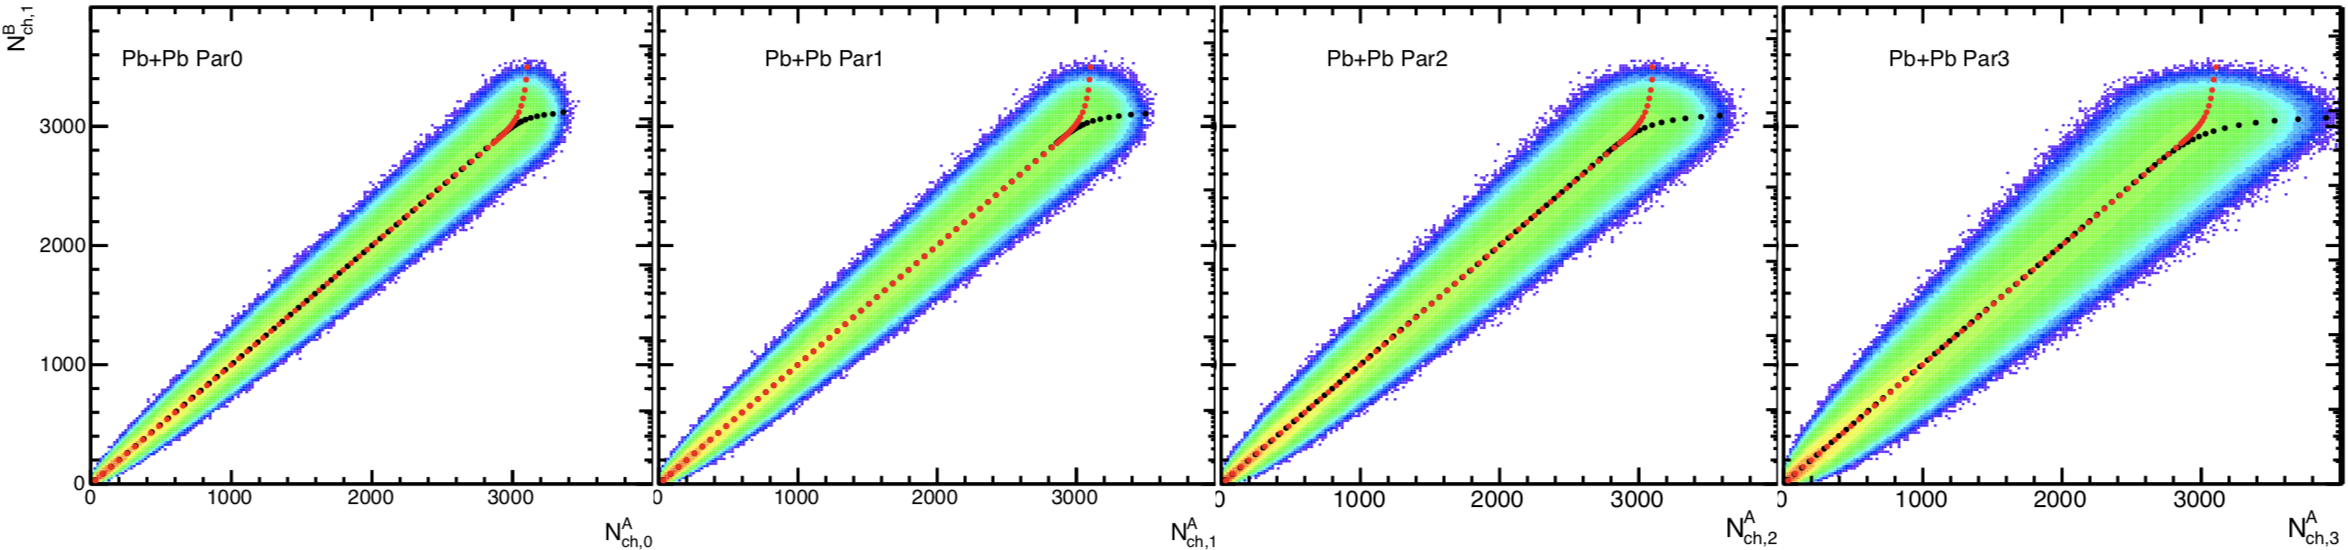 N^B_ch,1
Pb+Pb Par0
Pb+Pb Par1
Pb+Pb Par2
Pb+Pb Par3
3000
2000
1000
0
0 1000 2000 3000
0 1000 2000 3000
0 1000 2000 3000
0 1000 2000 3000
N^A_ch,0
N^A_ch,1
N^A_ch,2
N^A_ch,3